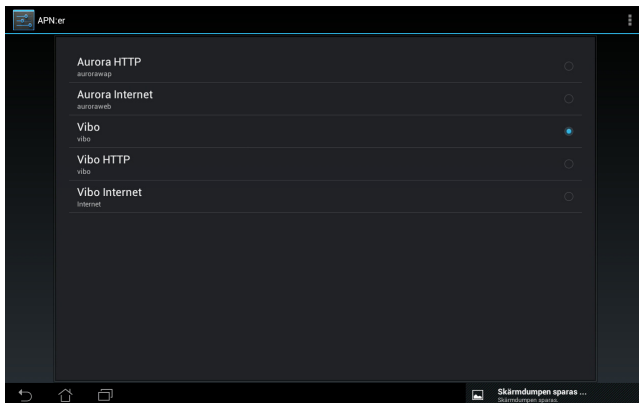 APN:er
Aurora HTTP
aurorawap
Aurora Internet
auroraweb
Vibo
vibo
Vibo HTTP
vibo
Vibo Internet
Internet
Skärmdumpen sparas ...
Skärmdumpen sparas.